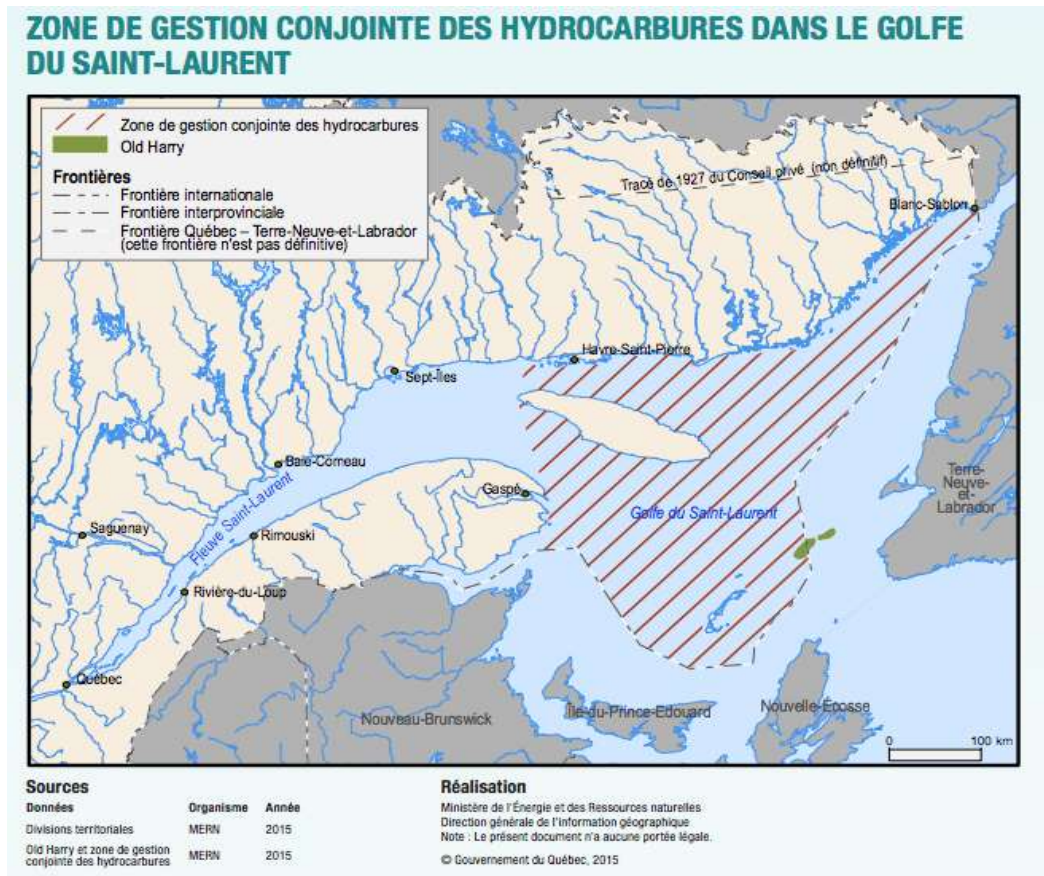 ZONE DE GESTION CONJOINTE DES HYDROCARBURES DANS LE GOLFE
DU SAINT-LAURENT
Zone de gestion conjointe des hydrocarbures
Old Harry
Frontières
Frontière internationale
Frontière interprovinciale
Frontière Québec – Terre-Neuve-et-Labrador
(cette frontière n'est pas définitive)
Tracé de 1927 du Conseil privé (non définitif)
Blanc-Sablon
Havre-Saint-Pierre
Sept-Îles
Baie-Comeau
Gaspé
Terre-
Neuve-
et-
Labrador
Golfe du Saint-Laurent
Fleuve Saint-Laurent
Saguenay
Rimouski
Rivière-du-Loup
Québec
Nouveau-Brunswick
Île-du-Prince-Édouard
Nouvelle-Écosse
0 100 km
Sources
Données Organisme Année
Divisions territoriales MERN 2015
Old Harry et zone de gestion
conjointe des hydrocarbures MERN 2015
Réalisation
Ministère de l'Énergie et des Ressources naturelles
Direction générale de l'information géographique
Note : Le présent document n'a aucune portée légale.
© Gouvernement du Québec, 2015